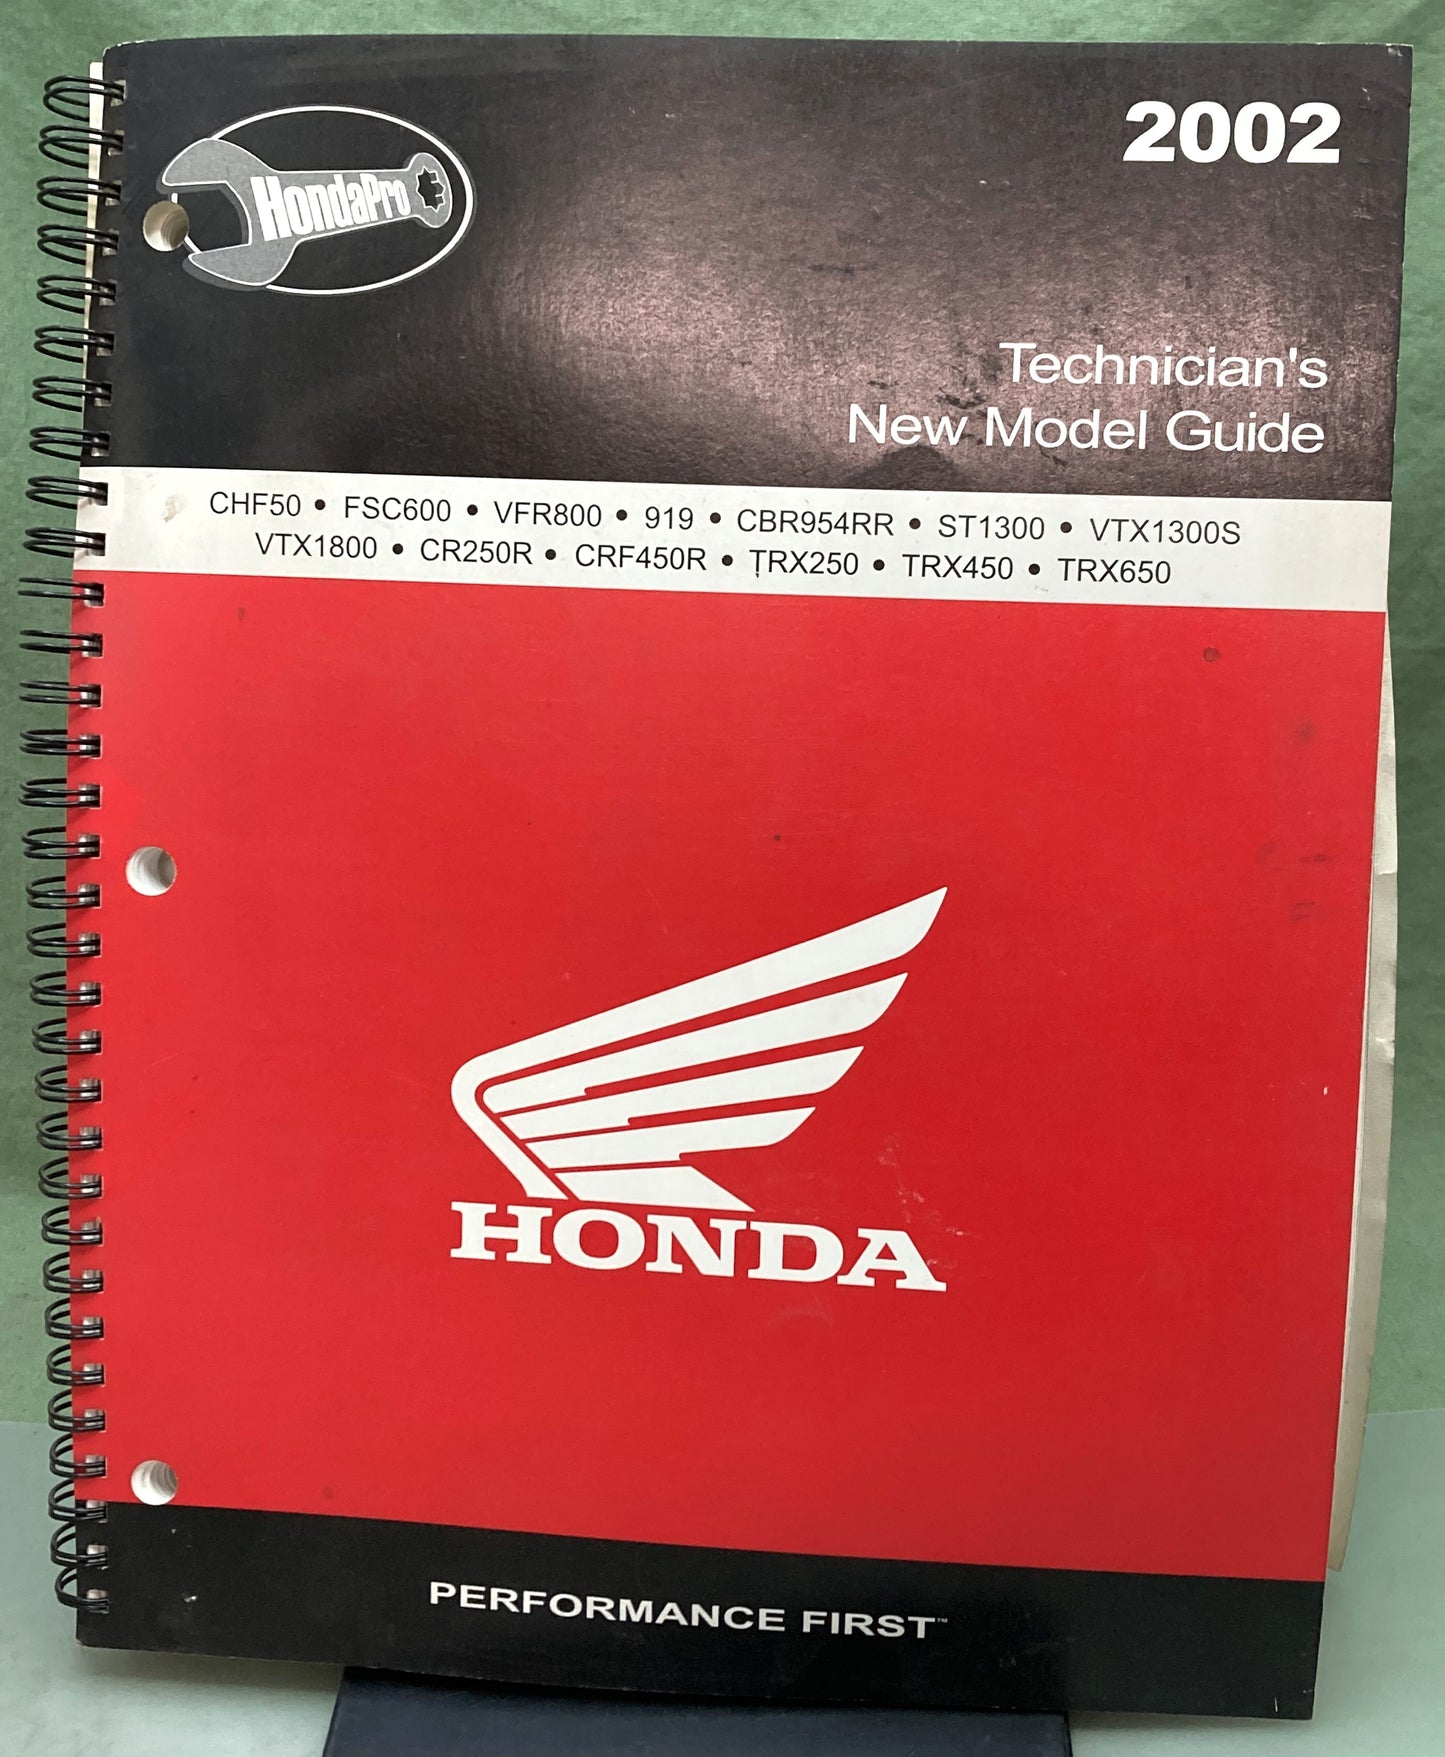 HondaPro
2002
Technician's
New Model Guide
CHF50 • FSC600 • VFR800 • 919 • CBR954RR • ST1300 • VTX1300S
VTX1800 • CR250R • CRF450R • TRX250 • TRX450 • TRX650
HONDA
PERFORMANCE FIRST™